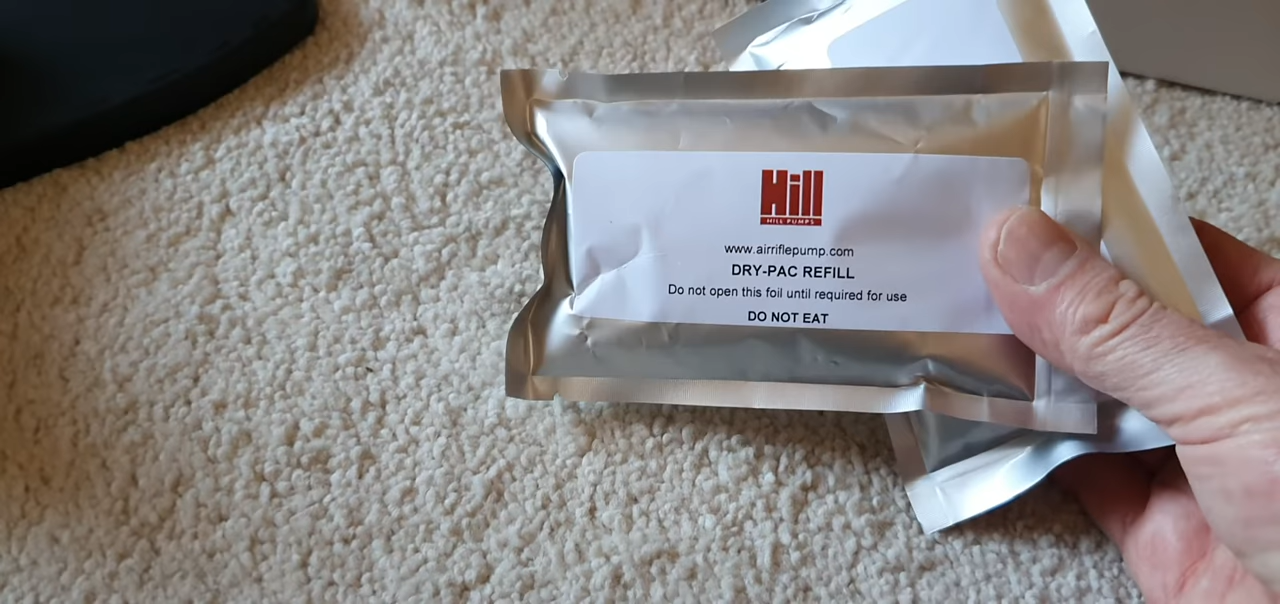 Hill
HILL PUMPS
www.airriflepump.com
DRY-PAC REFILL
Do not open this foil until required for use
DO NOT EAT